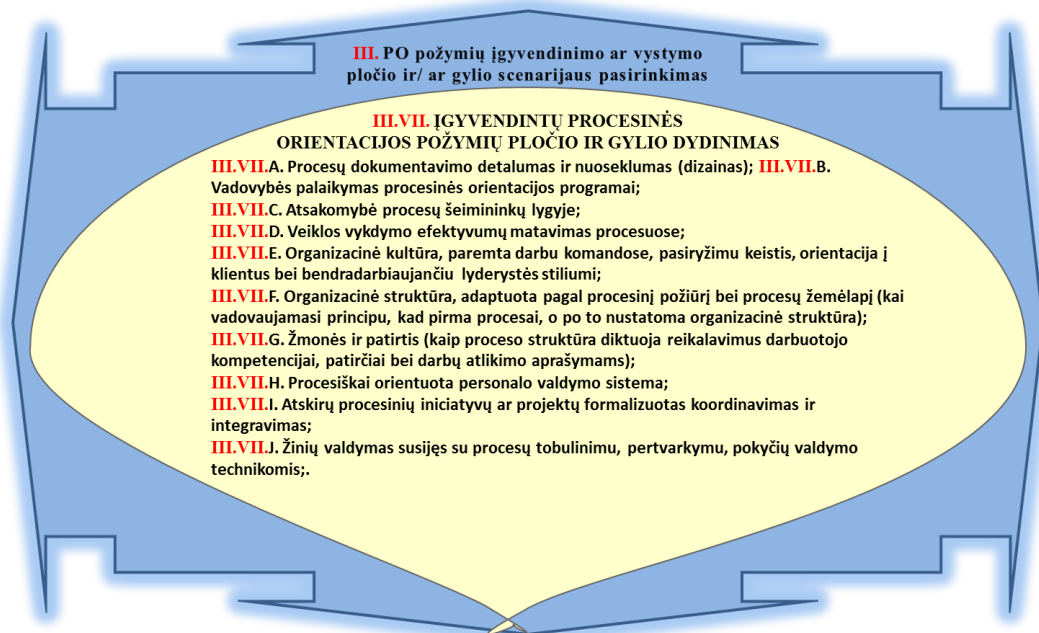 III. PO požymių įgyvendinimo ar vystymo
pločio ir/ ar gylio scenarijaus pasirinkimas
III.VII. ĮGYVENDINTŲ PROCESINĖS
ORIENTACIJOS POŽYMIŲ PLOČIO IR GYLIO DYDINIMAS
III.VII.A. Procesų dokumentavimo detalumas ir nuoseklumas (dizainas); III.VII.B.
Vadovybės palaikymas procesinės orientacijos programai;
III.VII.C. Atsakomybė procesų šeimininkų lygyje;
III.VII.D. Veiklos vykdymo efektyvumų matavimas procesuose;
III.VII.E. Organizacinė kultūra, paremta darbu komandose, pasiryžimu keistis, orientacija į
klientus bei bendradarbiaujančiu lyderystės stiliumi;
III.VII.F. Organizacinė struktūra, adaptuota pagal procesinį požiūrį bei procesų žemėlapį (kai
vadovaujamasi principu, kad pirma procesai, o po to nustatoma organizacinė struktūra);
III.VII.G. Žmonės ir patirtis (kaip proceso struktūra diktuoja reikalavimus darbuotojo
kompetencijai, patirčiai bei darbų atlikimo aprašymams);
III.VII.H. Procesiškai orientuota personalo valdymo sistema;
III.VII.I. Atskirų procesinių iniciatyvų ar projektų formalizuotas koordinavimas ir
integravimas;
III.VII.J. Žinių valdymas susijęs su procesų tobulinimu, pertvarkymu, pokyčių valdymo
technikomis;.